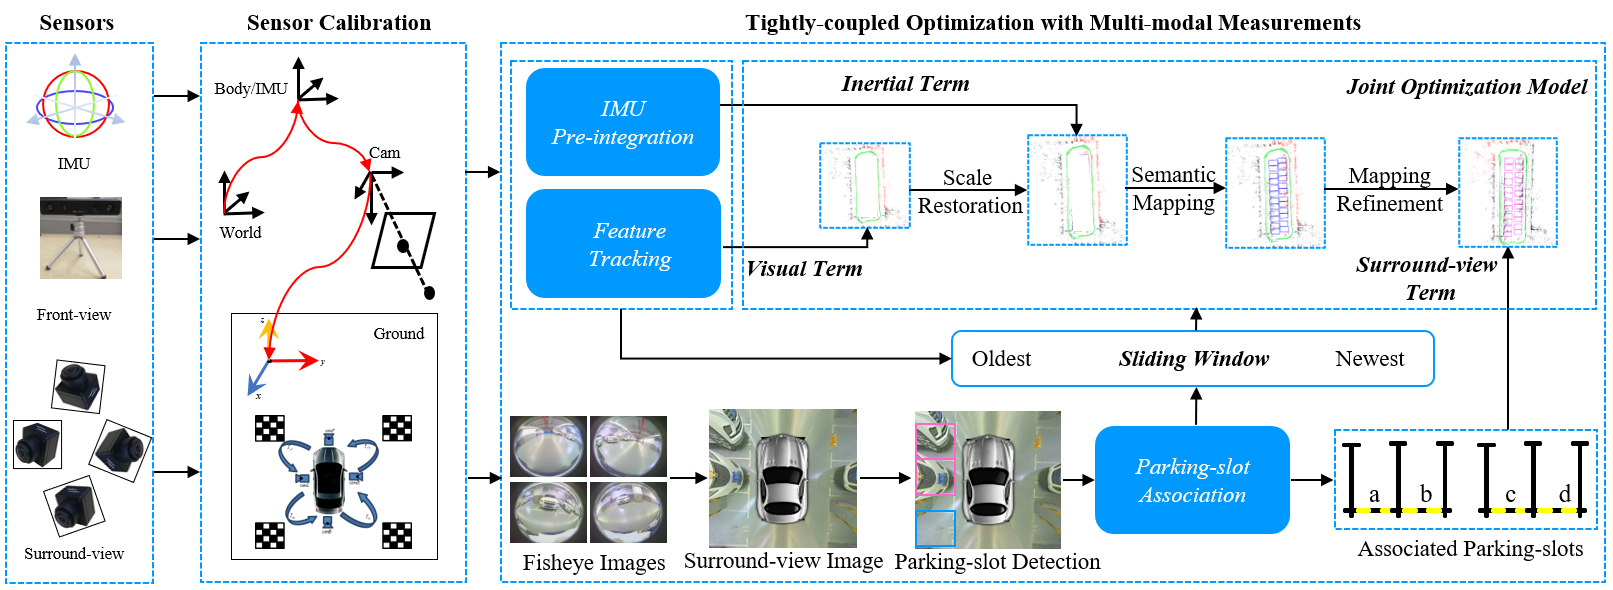 Sensors
Sensor Calibration
Tightly-coupled Optimization with Multi-modal Measurements
IMU
Front-view
Surround-view
Body/IMU
Cam
World
Ground
z
y
x
IMU
Pre-integration
Feature
Tracking
Inertial Term
Visual Term
Joint Optimization Model
Scale
Restoration
Semantic
Mapping
Mapping
Refinement
Surround-view
Term
Oldest
Sliding Window
Newest
Fisheye Images
Surround-view Image
Parking-slot Detection
Parking-slot
Association
a
b
c
d
Associated Parking-slots